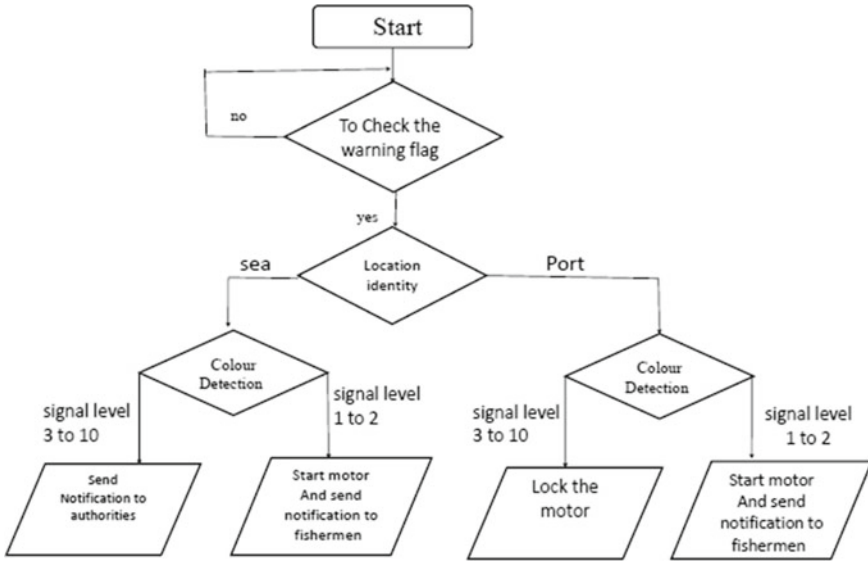 Start
no
To Check the
warning flag
yes
sea
Location
identity
Port
Colour
Detection
Colour
Detection
signal level
3 to 10
signal level
1 to 2
signal level
3 to 10
signal level
1 to 2
Send
Notification to
authorities
Start motor
And send
notification to
fishermen
Lock the
motor
Start motor
And send
notification to
fishermen